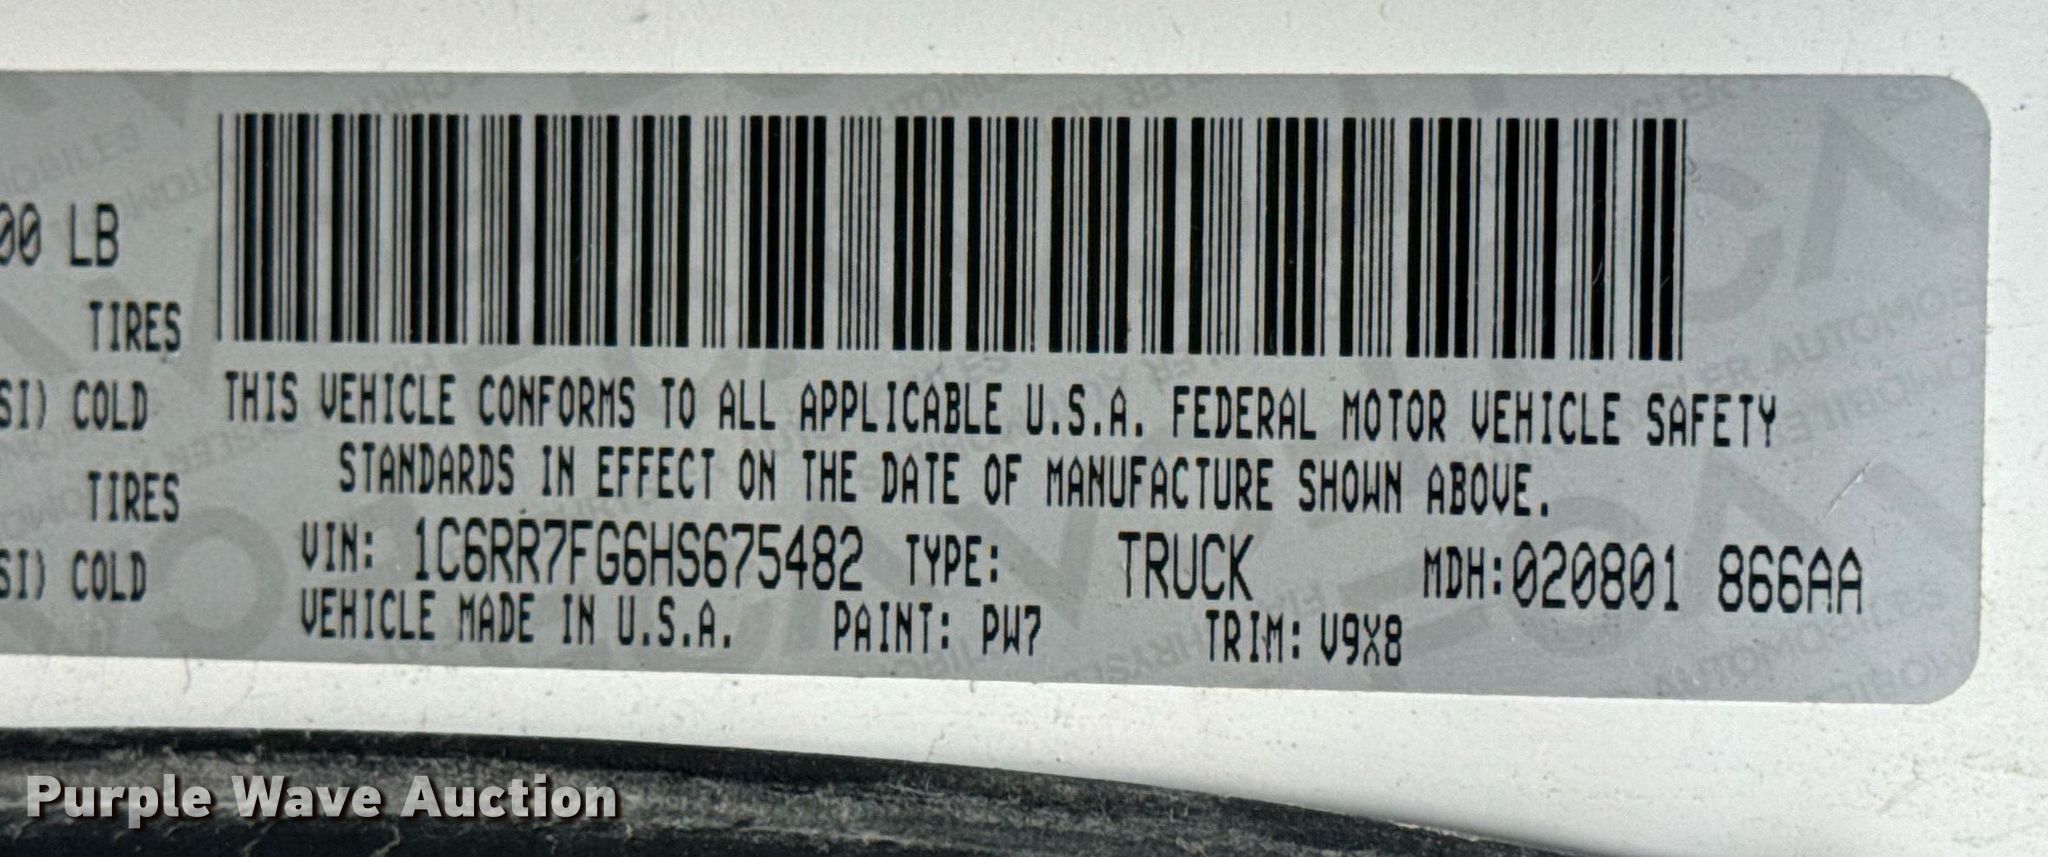 00 LB
TIRES
SI) COLD
TIRES
SI) COLD
THIS VEHICLE CONFORMS TO ALL APPLICABLE U.S.A. FEDERAL MOTOR VEHICLE SAFETY
STANDARDS IN EFFECT ON THE DATE OF MANUFACTURE SHOWN ABOVE.
VIN: 1C6RR7FG6HS675482 TYPE: TRUCK MDH:020801 866AA
VEHICLE MADE IN U.S.A. PAINT: PW7 TRIM: V9X8
Purple Wave Auction